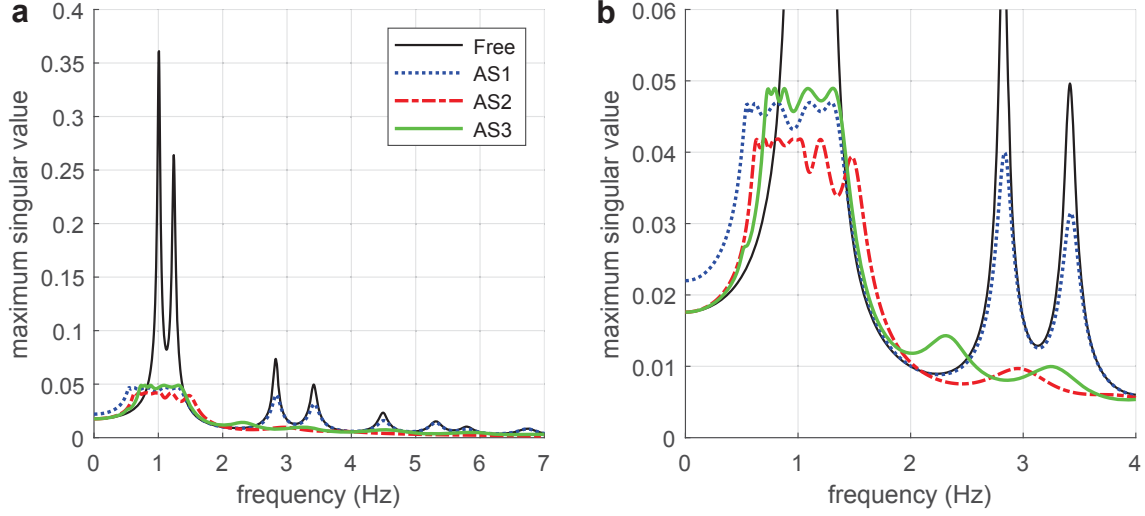 a
maximum singular value
0.4
0.35
0.3
0.25
0.2
0.15
0.1
0.05
0
0 1 2 3 4 5 6 7
frequency (Hz)
Free
AS1
AS2
AS3
b
maximum singular value
0.06
0.05
0.04
0.03
0.02
0.01
0
0 1 2 3 4
frequency (Hz)